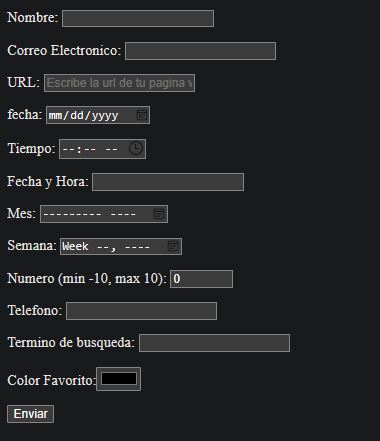 Nombre:
Correo Electronico:
URL: Escribe la url de tu pagina v
fecha: mm/dd/yyyy
Tiempo: --:-- --
Fecha y Hora:
Mes: --------- ----
Semana: Week --, ----
Numero (min -10, max 10): 0
Telefono:
Termino de busqueda:
Color Favorito:
Enviar